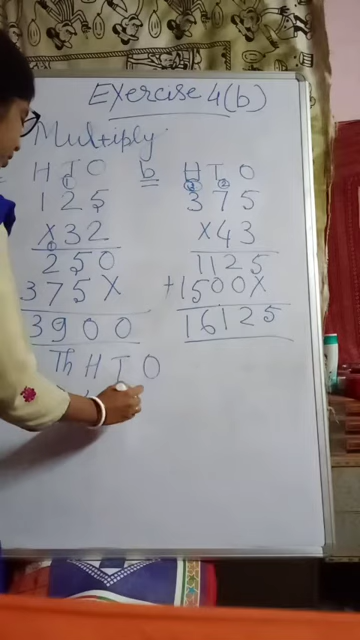 Exercise 4(b)
Multiply
H T O
1
1 2 5
X 3 2
2 5 0
3 7 5 X
3 9 0 0
b
H T O
3 7 5
X 4 3
1 1 2 5
+ 1 5 0 0 X
1 6 1 2 5
Th H T O